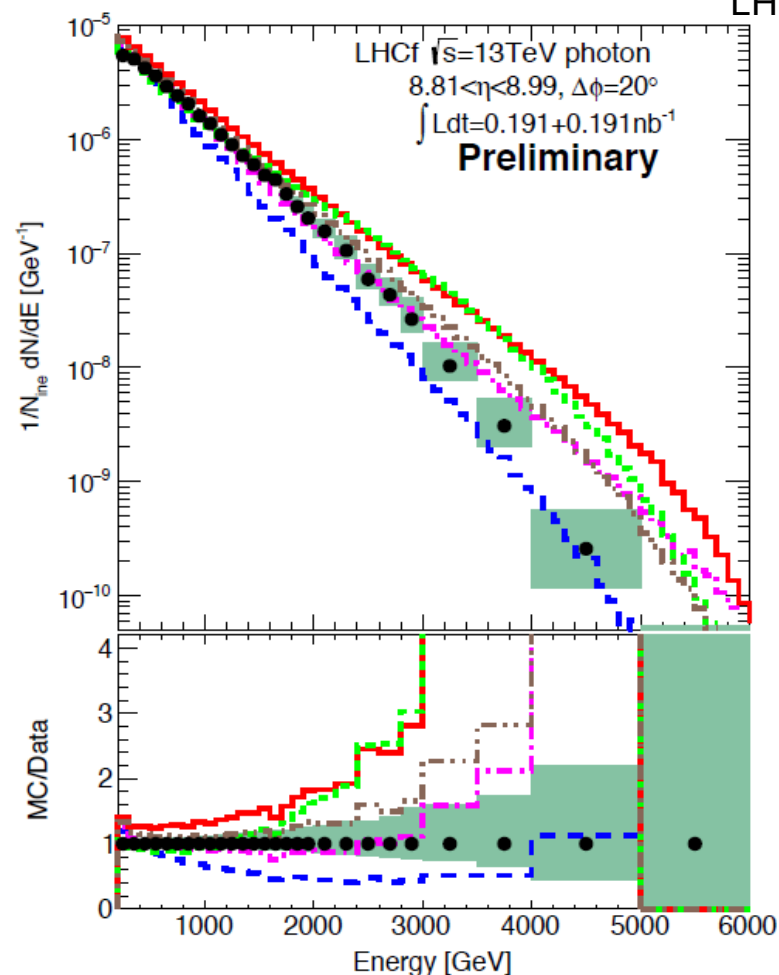 LH
LHCf √s=13TeV photon
8.81<η<8.99, Δϕ=20°
∫Ldt=0.191+0.191nb⁻¹
Preliminary
1/N_ine dN/dE [GeV⁻¹]
10⁻⁵
10⁻⁶
10⁻⁷
10⁻⁸
10⁻⁹
10⁻¹⁰
MC/Data
4
3
2
1
0
1000 2000 3000 4000 5000 6000
Energy [GeV]